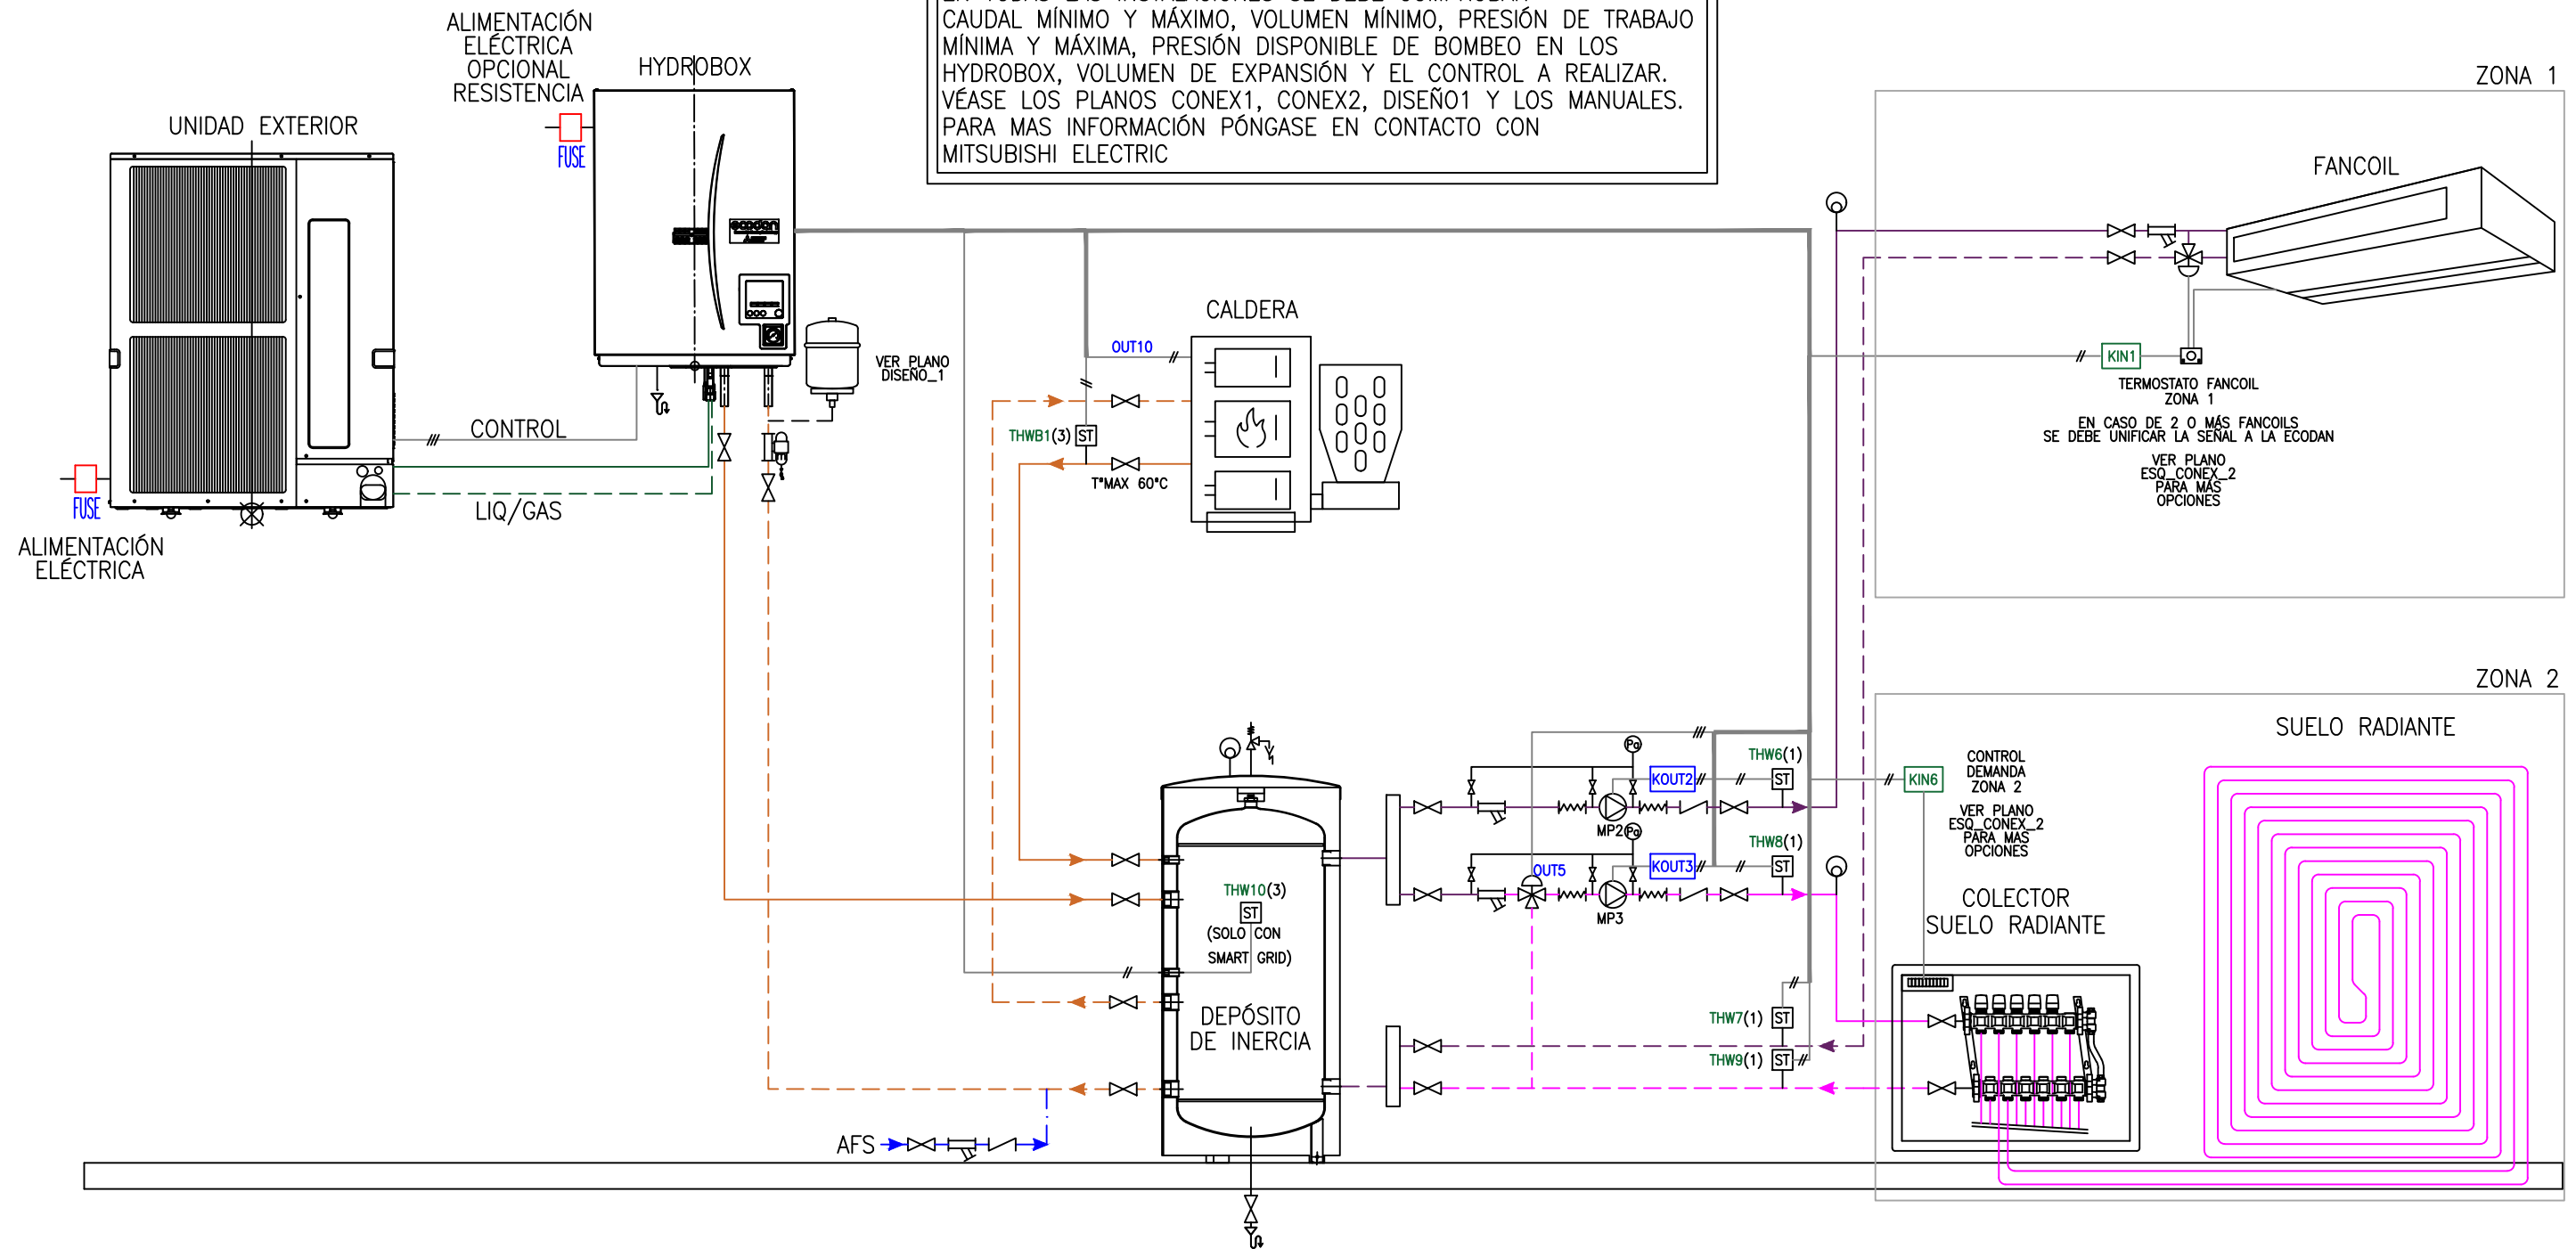 CAUDAL MÍNIMO Y MÁXIMO, VOLUMEN MÍNIMO, PRESIÓN DE TRABAJO
MÍNIMA Y MÁXIMA, PRESIÓN DISPONIBLE DE BOMBEO EN LOS
HYDROBOX, VOLUMEN DE EXPANSIÓN Y EL CONTROL A REALIZAR.
VÉASE LOS PLANOS CONEX1, CONEX2, DISEÑO1 Y LOS MANUALES.
PARA MAS INFORMACIÓN PÓNGASE EN CONTACTO CON
MITSUBISHI ELECTRIC
ALIMENTACIÓN
ELÉCTRICA
OPCIONAL
RESISTENCIA
FUSE
HYDROBOX
ecodan
UNIDAD EXTERIOR
FUSE
ALIMENTACIÓN
ELÉCTRICA
CONTROL
LIQ/GAS
VER PLANO
DISEÑO_1
CALDERA
OUT10
THWB1(3)
ST
TªMAX 60ªC
ZONA 1
FANCOIL
KIN1
TERMOSTATO FANCOIL
ZONA 1
EN CASO DE 2 O MÁS FANCOILS
SE DEBE UNIFICAR LA SEÑAL A LA ECODAN
VER PLANO
ESQ_CONEX_2
PARA MÁS
OPCIONES
THW10(3)
ST
(SOLO CON
SMART GRID)
DEPÓSITO
DE INERCIA
AFS
Pa
KOUT2
THW6(1)
ST
MP2
Pa
OUT5
KOUT3
THW8(1)
ST
MP3
THW7(1)
ST
THW9(1)
ST
ZONA 2
SUELO RADIANTE
KIN6
CONTROL
DEMANDA
ZONA 2
VER PLANO
ESQ_CONEX_2
PARA MAS
OPCIONES
COLECTOR
SUELO RADIANTE